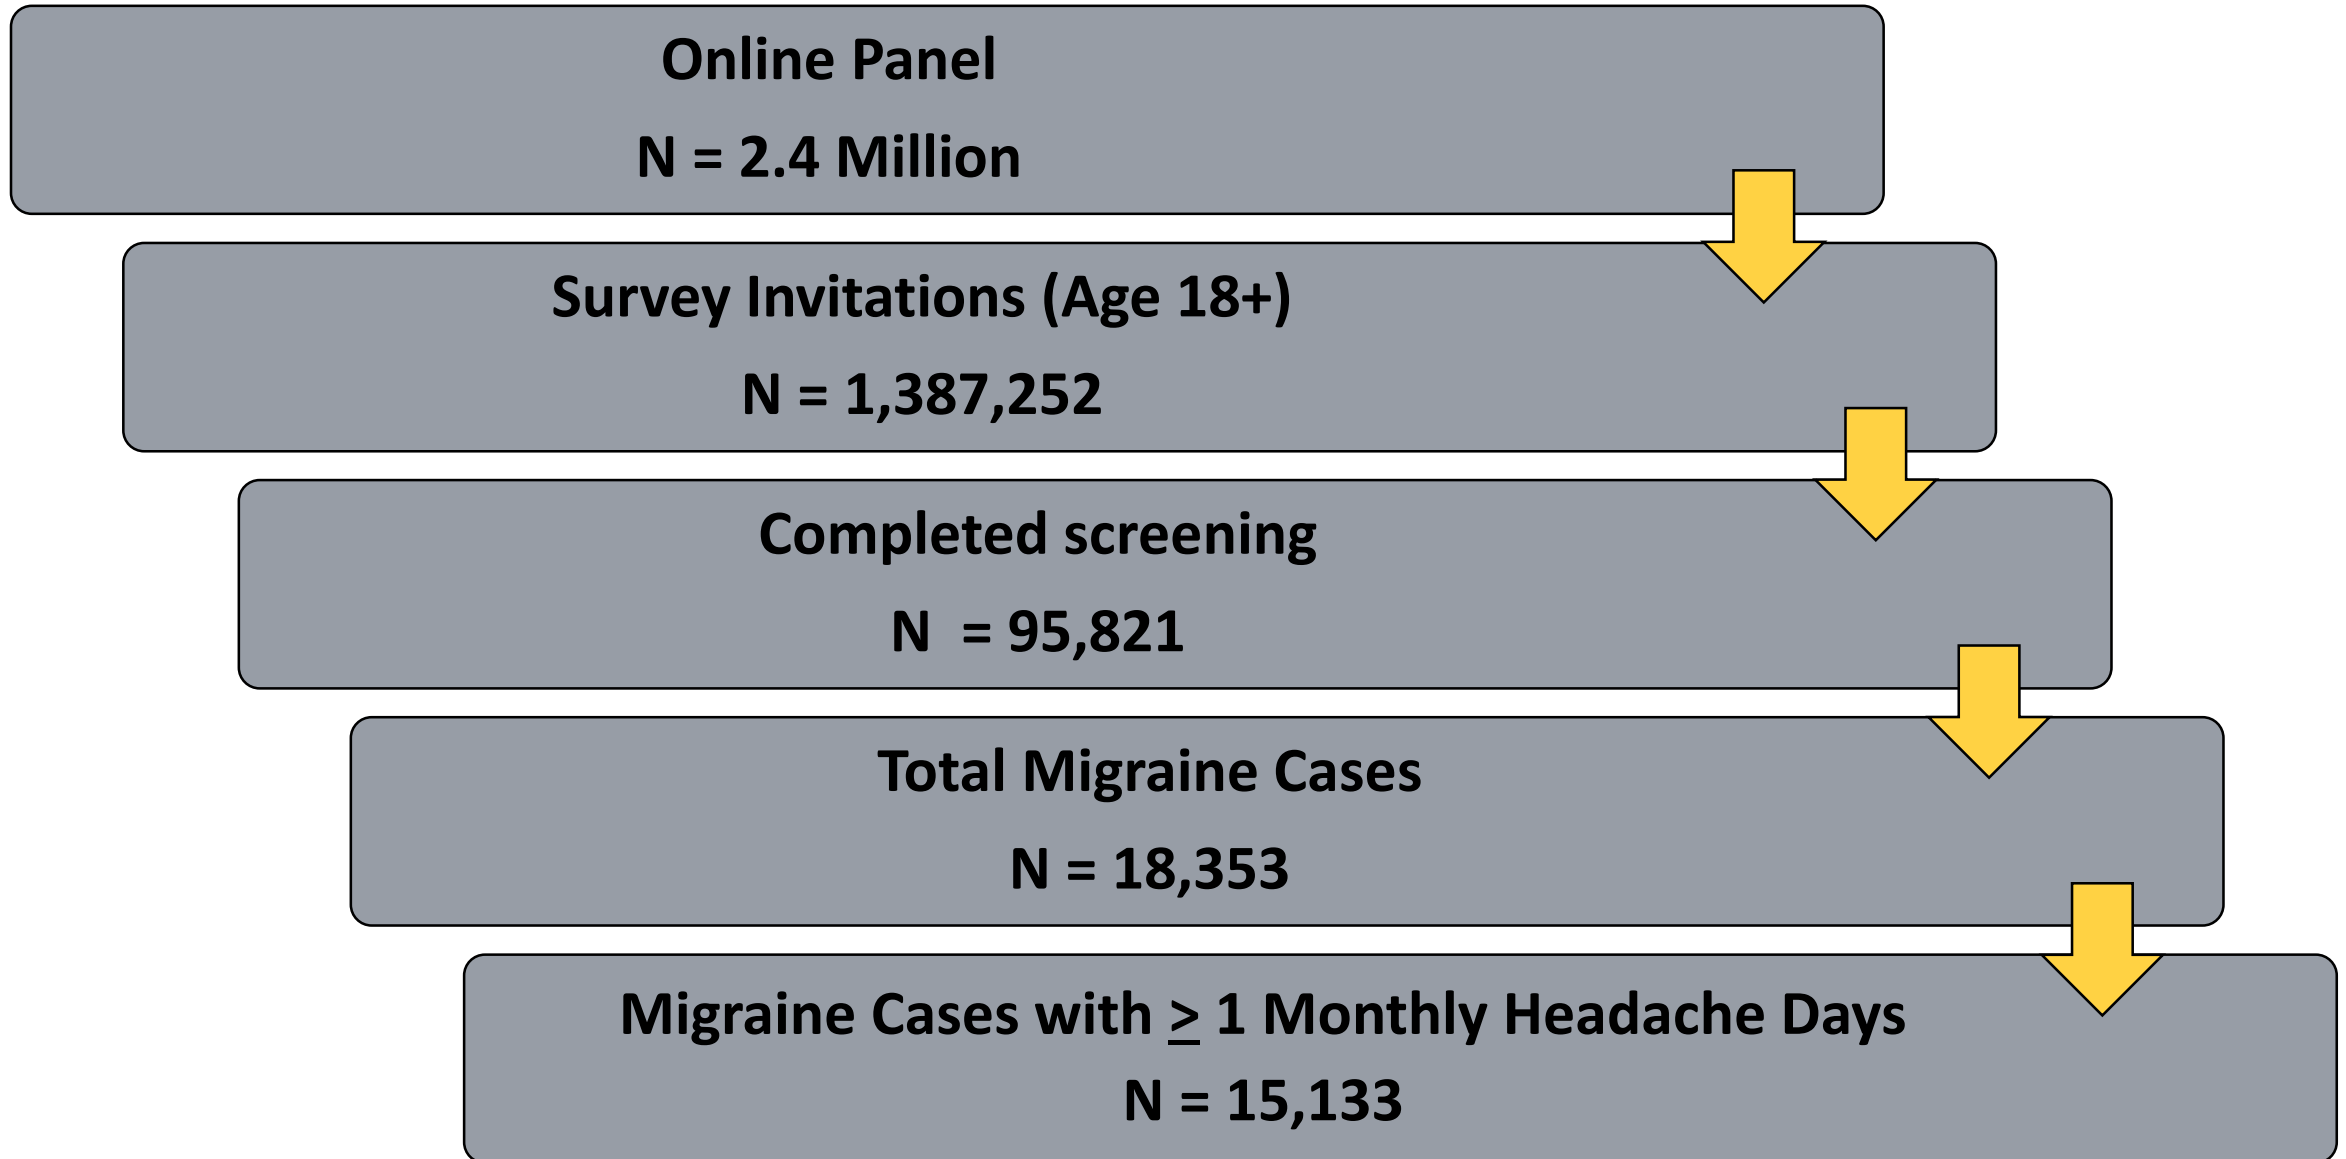 Online Panel
N = 2.4 Million
Survey Invitations (Age 18+)
N = 1,387,252
Completed screening
N  = 95,821
Total Migraine Cases
N = 18,353
Migraine Cases with ≥ 1 Monthly Headache Days
N = 15,133